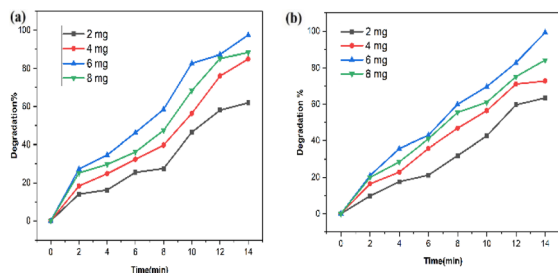 (a)
2 mg
4 mg
6 mg
8 mg
Degradation%
100
80
60
40
20
0
0 2 4 6 8 10 12 14
Time(min)
(b)
2 mg
4 mg
6 mg
8 mg
Degradation %
100
80
60
40
20
0
0 2 4 6 8 10 12 14
Time(min)